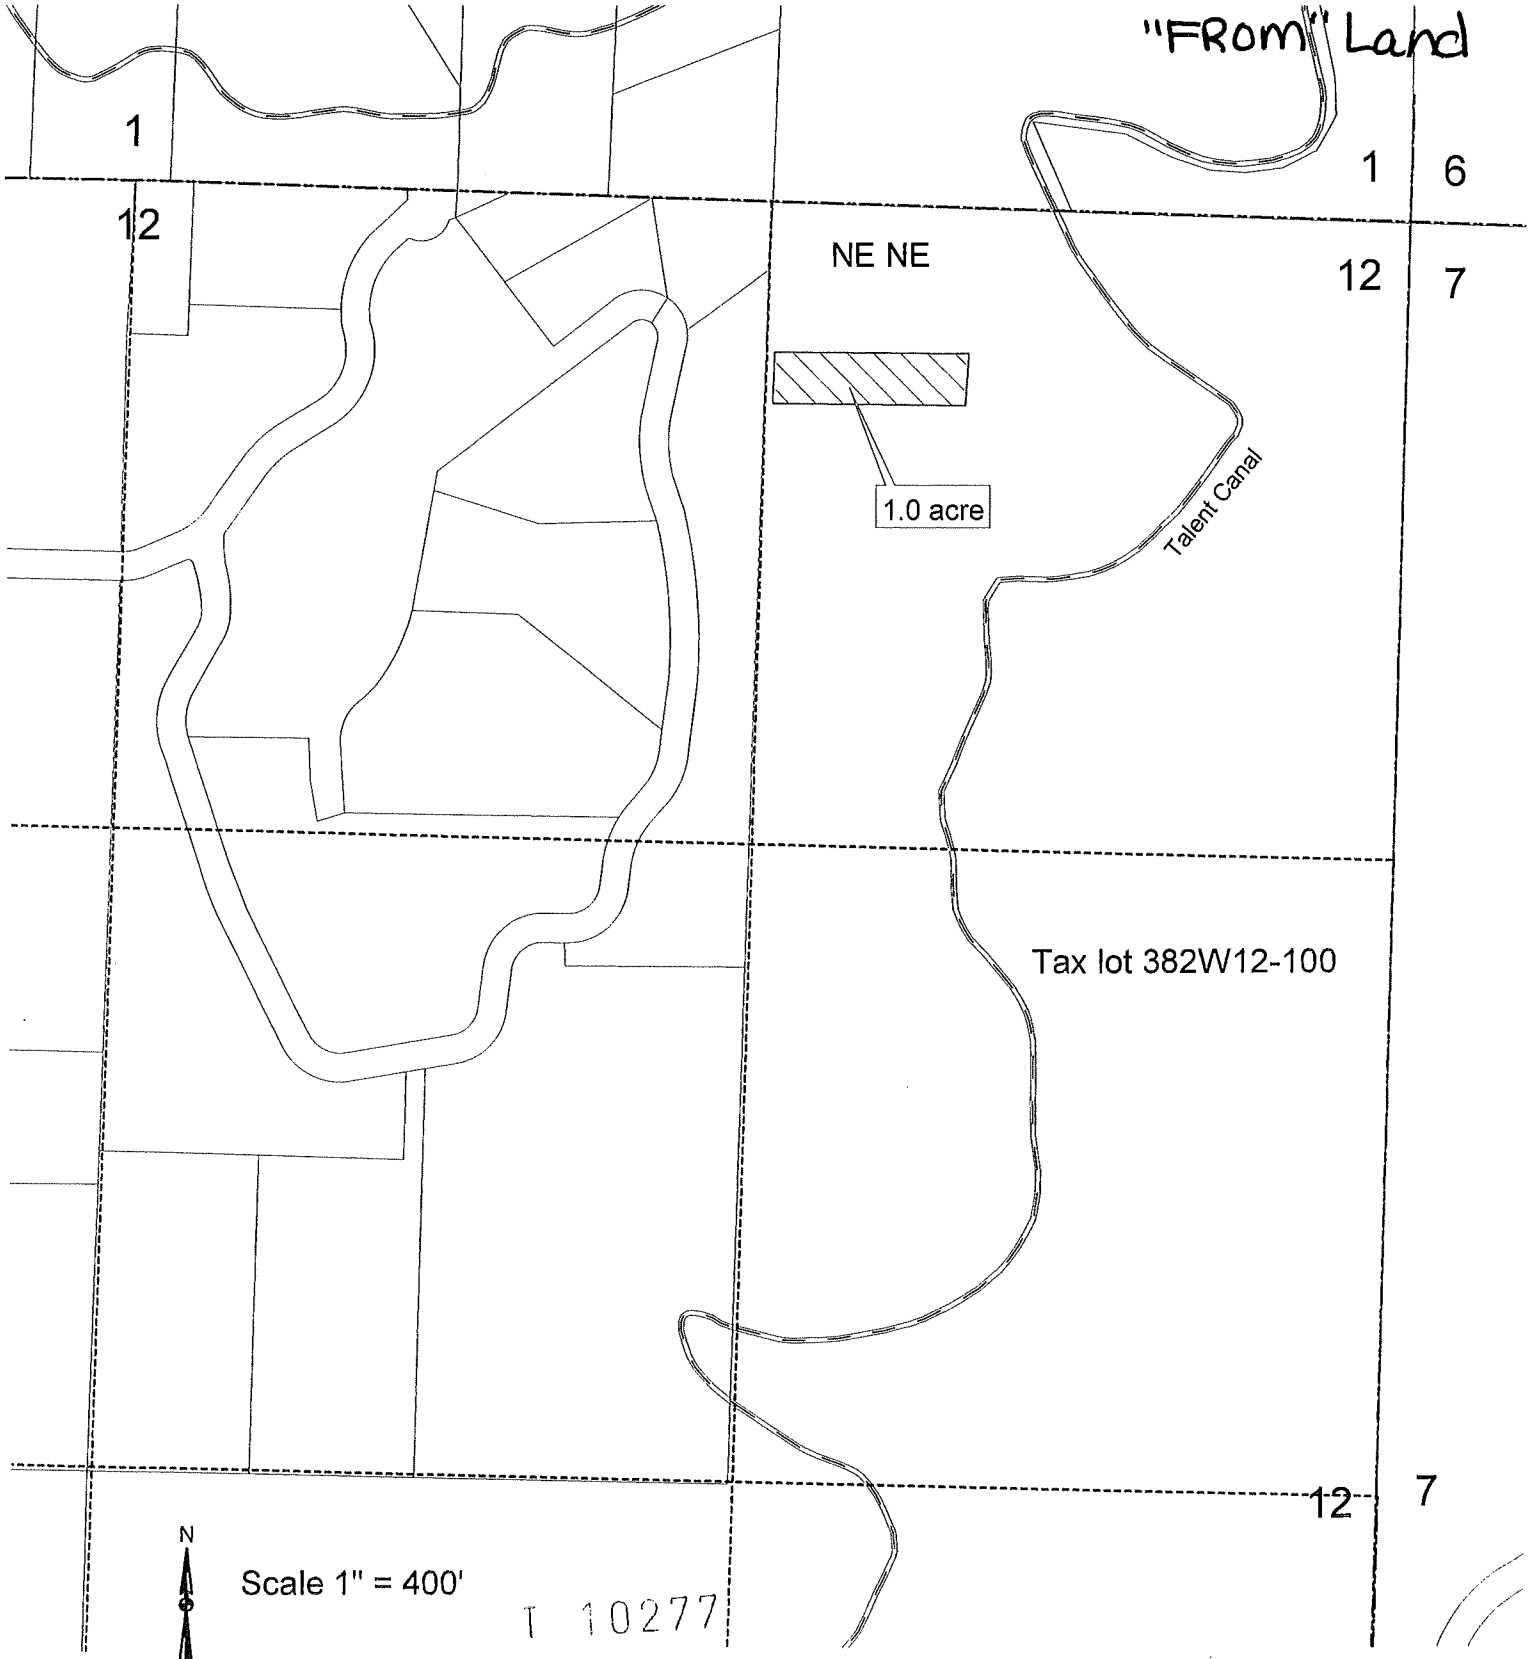 "FROM" Land
1
1 6
12
NE NE
12 7
1.0 acre
Talent Canal
Tax lot 382W12-100
12 7
N
Scale 1" = 400'
T 10277